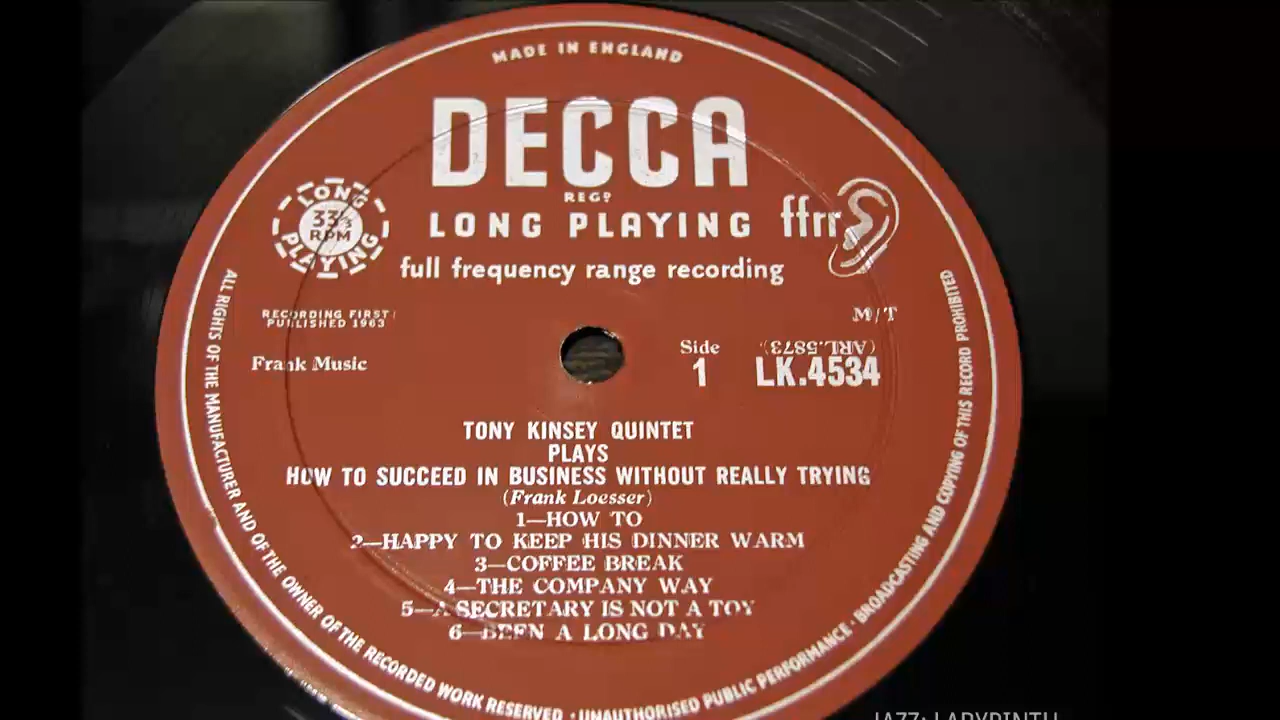 MADE IN ENGLAND
DECCA
REGD
LONG PLAYING
ffrr
LONG
33⅓
RPM
PLAYING
full frequency range recording
RECORDING FIRST
PUBLISHED 1963
M/T
Frank Music
Side
1
(ARL.5873)
LK.4534
TONY KINSEY QUINTET
PLAYS
HOW TO SUCCEED IN BUSINESS WITHOUT REALLY TRYING
(Frank Loesser)
1—HOW TO
2—HAPPY TO KEEP HIS DINNER WARM
3—COFFEE BREAK
4—THE COMPANY WAY
5—A SECRETARY IS NOT A TOY
6—BEEN A LONG DAY
ALL RIGHTS OF THE MANUFACTURER AND OF THE OWNER OF THE RECORDED WORK RESERVED · UNAUTHORISED PUBLIC PERFORMANCE · BROADCASTING AND COPYING OF THIS RECORD PROHIBITED
JAZZ: LABYRINTH